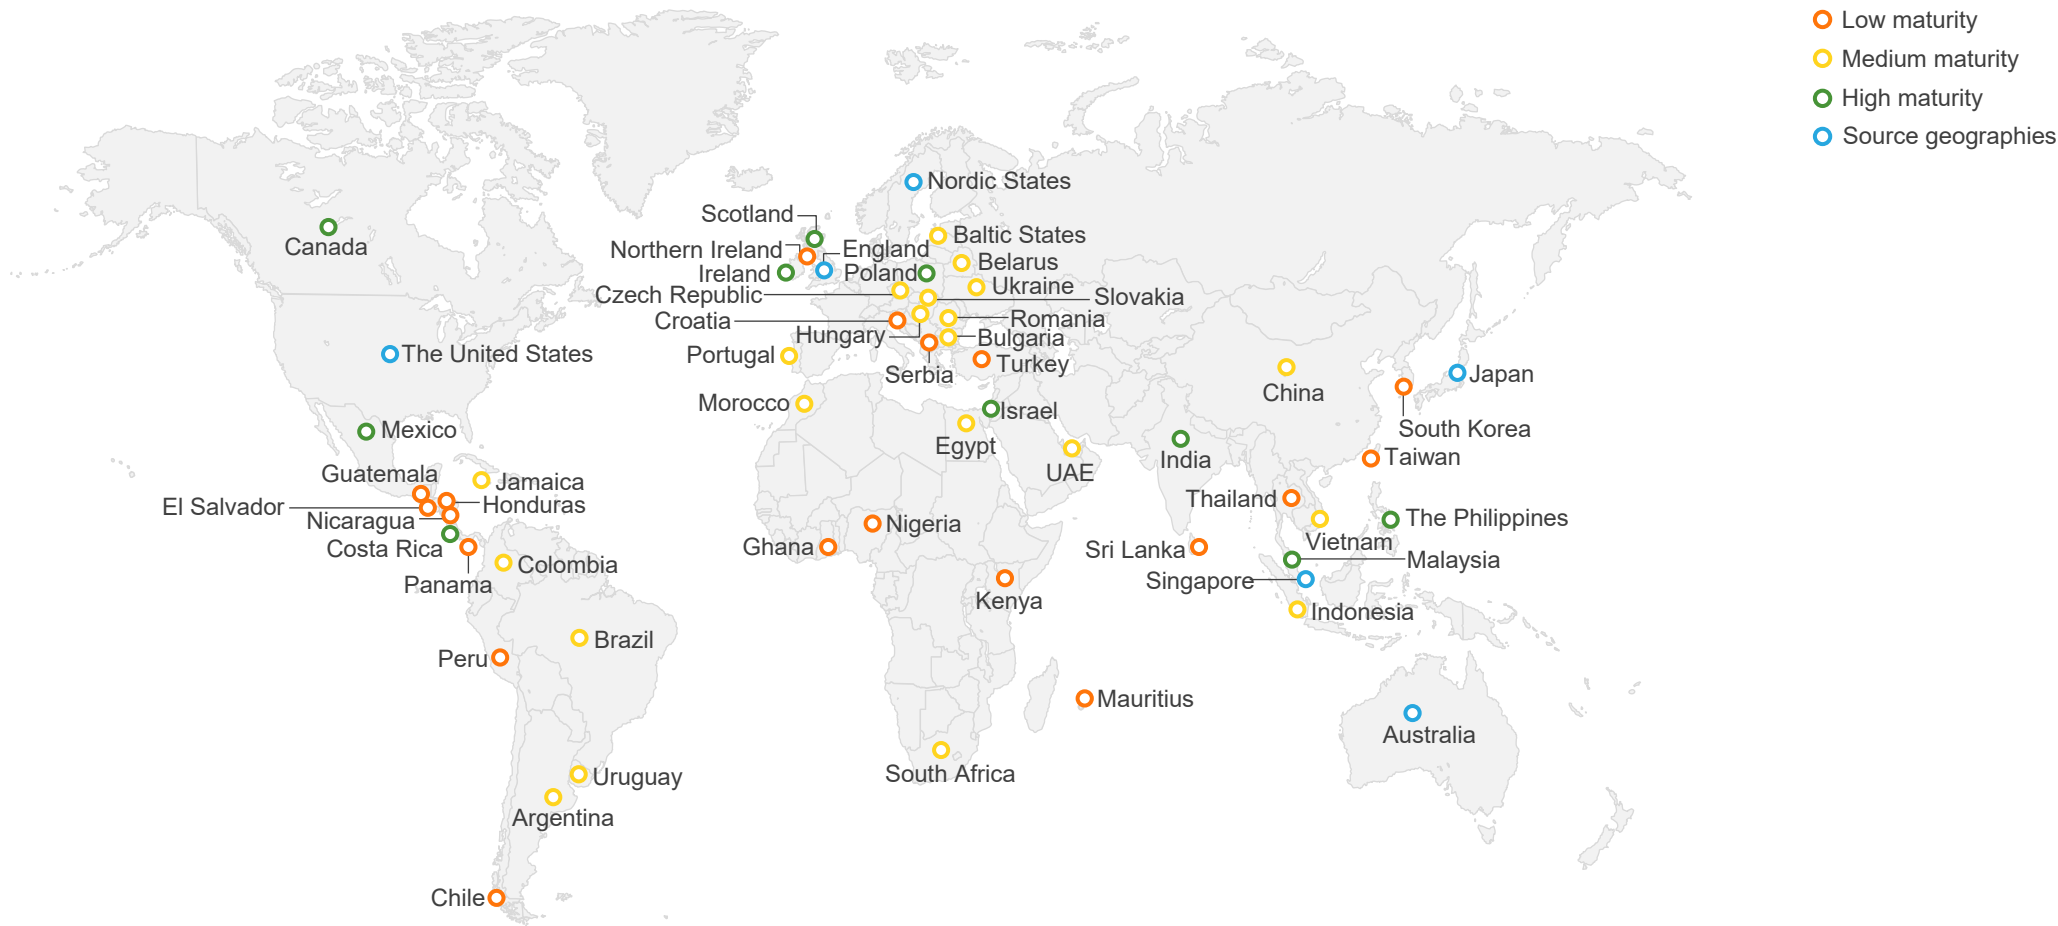 Low maturity
Medium maturity
High maturity
Source geographies
Nordic States
Scotland
Northern Ireland
England
Baltic States
Canada
Ireland
Poland
Belarus
Czech Republic
Ukraine
Slovakia
Croatia
Hungary
Romania
Bulgaria
The United States
Portugal
Serbia
Turkey
China
Japan
Morocco
Israel
Mexico
Egypt
South Korea
UAE
India
Taiwan
Guatemala
Jamaica
El Salvador
Honduras
Thailand
Nicaragua
Nigeria
The Philippines
Costa Rica
Ghana
Sri Lanka
Vietnam
Panama
Colombia
Malaysia
Singapore
Kenya
Indonesia
Brazil
Peru
Mauritius
Australia
Uruguay
South Africa
Argentina
Chile